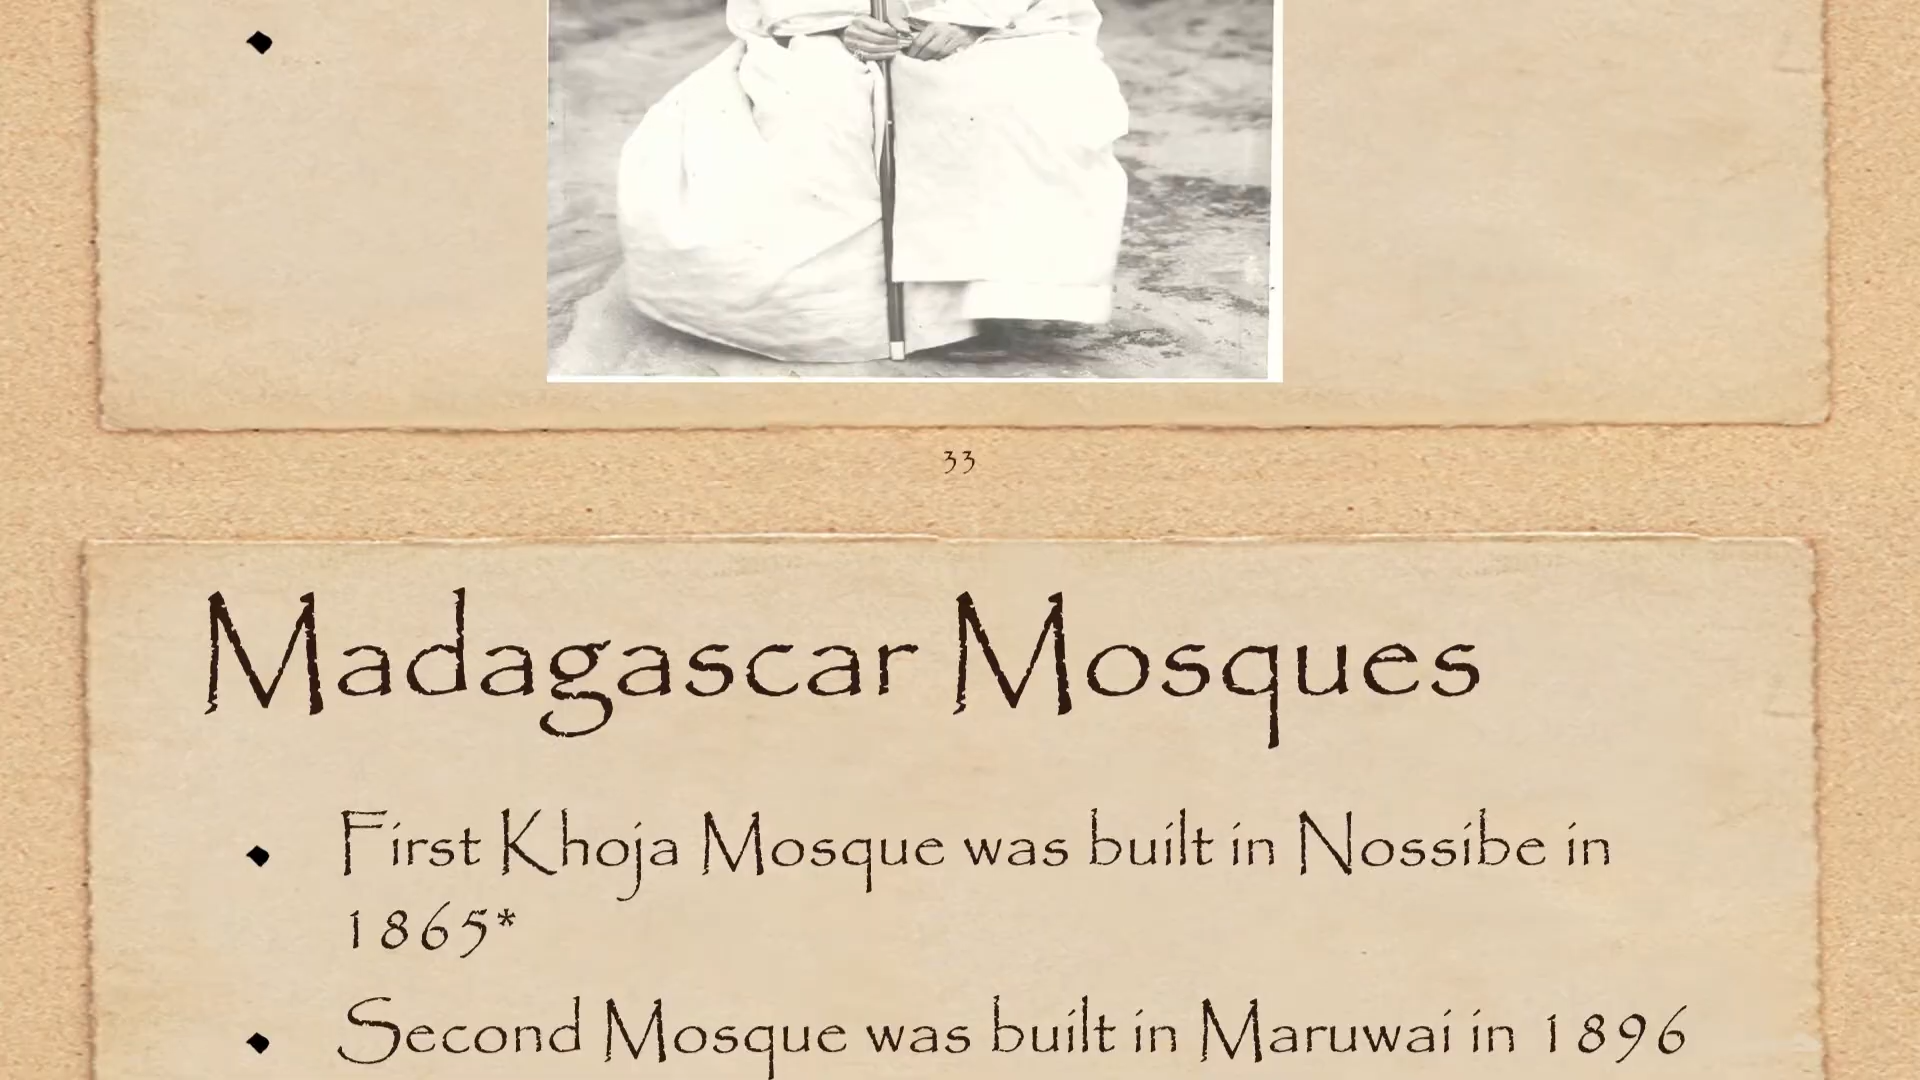 33
Madagascar Mosques
First Khoja Mosque was built in Nossibe in
1865*
Second Mosque was built in Maruwai in 1896